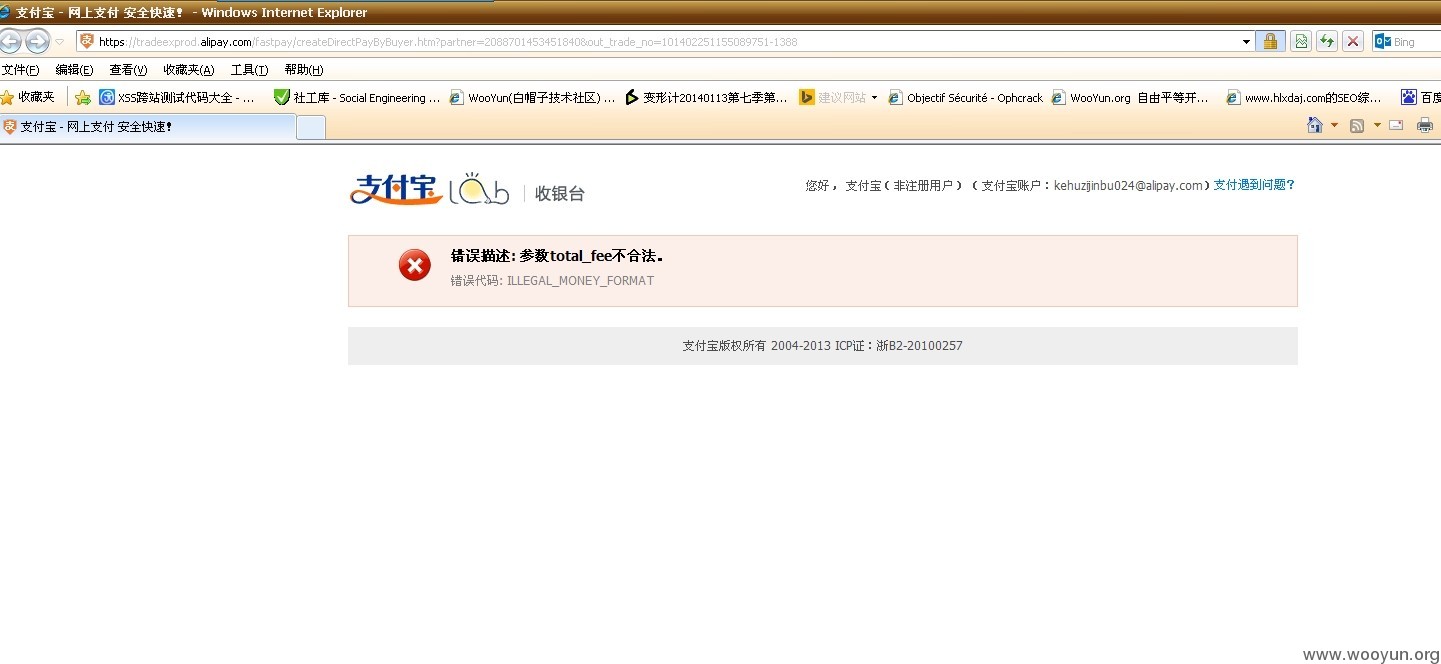 支付宝 - 网上支付 安全快速！ - Windows Internet Explorer
https://tradeexprod.alipay.com/fastpay/createDirectPayByBuyer.htm?partner=2088701453451840&out_trade_no=101402251155089751-1388
Bing
文件(F) 编辑(E) 查看(V) 收藏夹(A) 工具(T) 帮助(H)
收藏夹 XSS跨站测试代码大全 - ... 社工库 - Social Engineering ... WooYun(白帽子技术社区) ... 变形计20140113第七季第... 建议网站 Objectif Sécurité - Ophcrack WooYun.org 自由平等开... www.hlxdaj.com的SEO综... 百度
支付宝 - 网上支付 安全快速！
支付宝 Lab 收银台
您好， 支付宝 ( 非注册用户 ) ( 支付宝账户：kehuzijinbu024@alipay.com ) 支付遇到问题？
错误描述: 参数total_fee不合法。
错误代码: ILLEGAL_MONEY_FORMAT
支付宝版权所有 2004-2013 ICP证：浙B2-20100257
www.wooyun.org